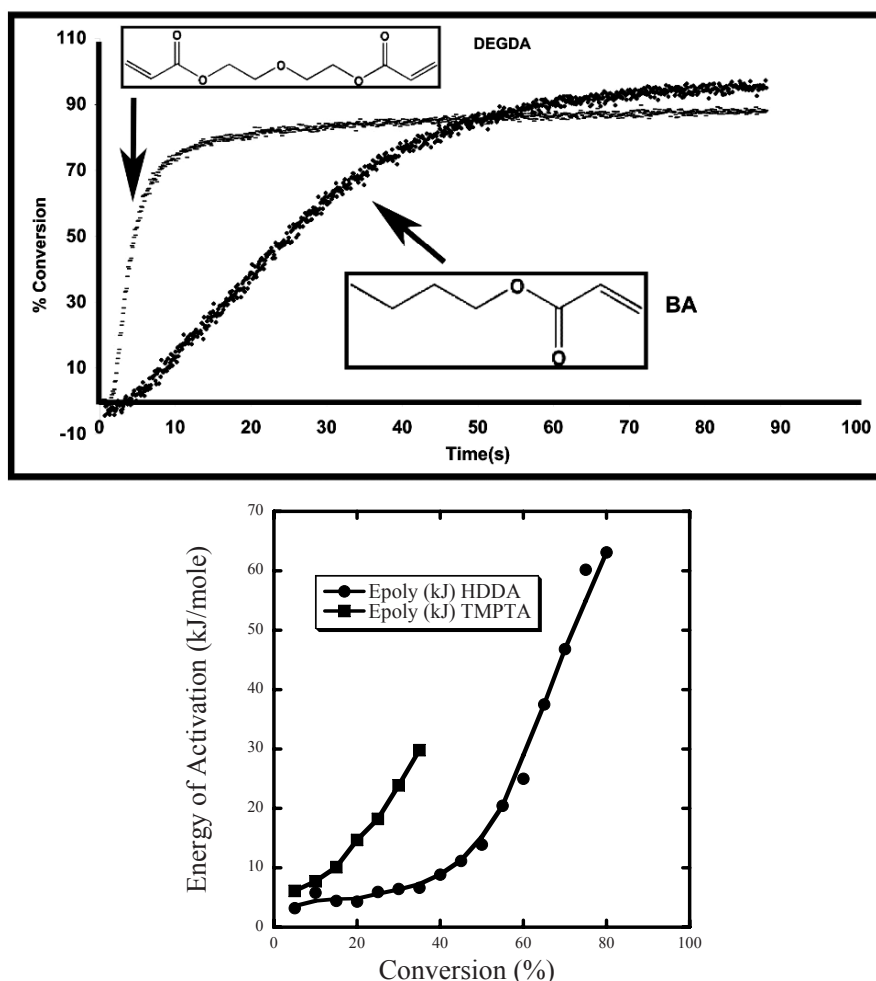 110
DEGDA
O
O
O
O
O
90
70
50
30
10
-10
% Conversion
O
O
BA
0
10
20
30
40
50
60
70
80
90
100
Time(s)
70
60
50
40
30
20
10
0
Energy of Activation (kJ/mole)
Epoly (kJ) HDDA
Epoly (kJ) TMPTA
0
20
40
60
80
100
Conversion (%)